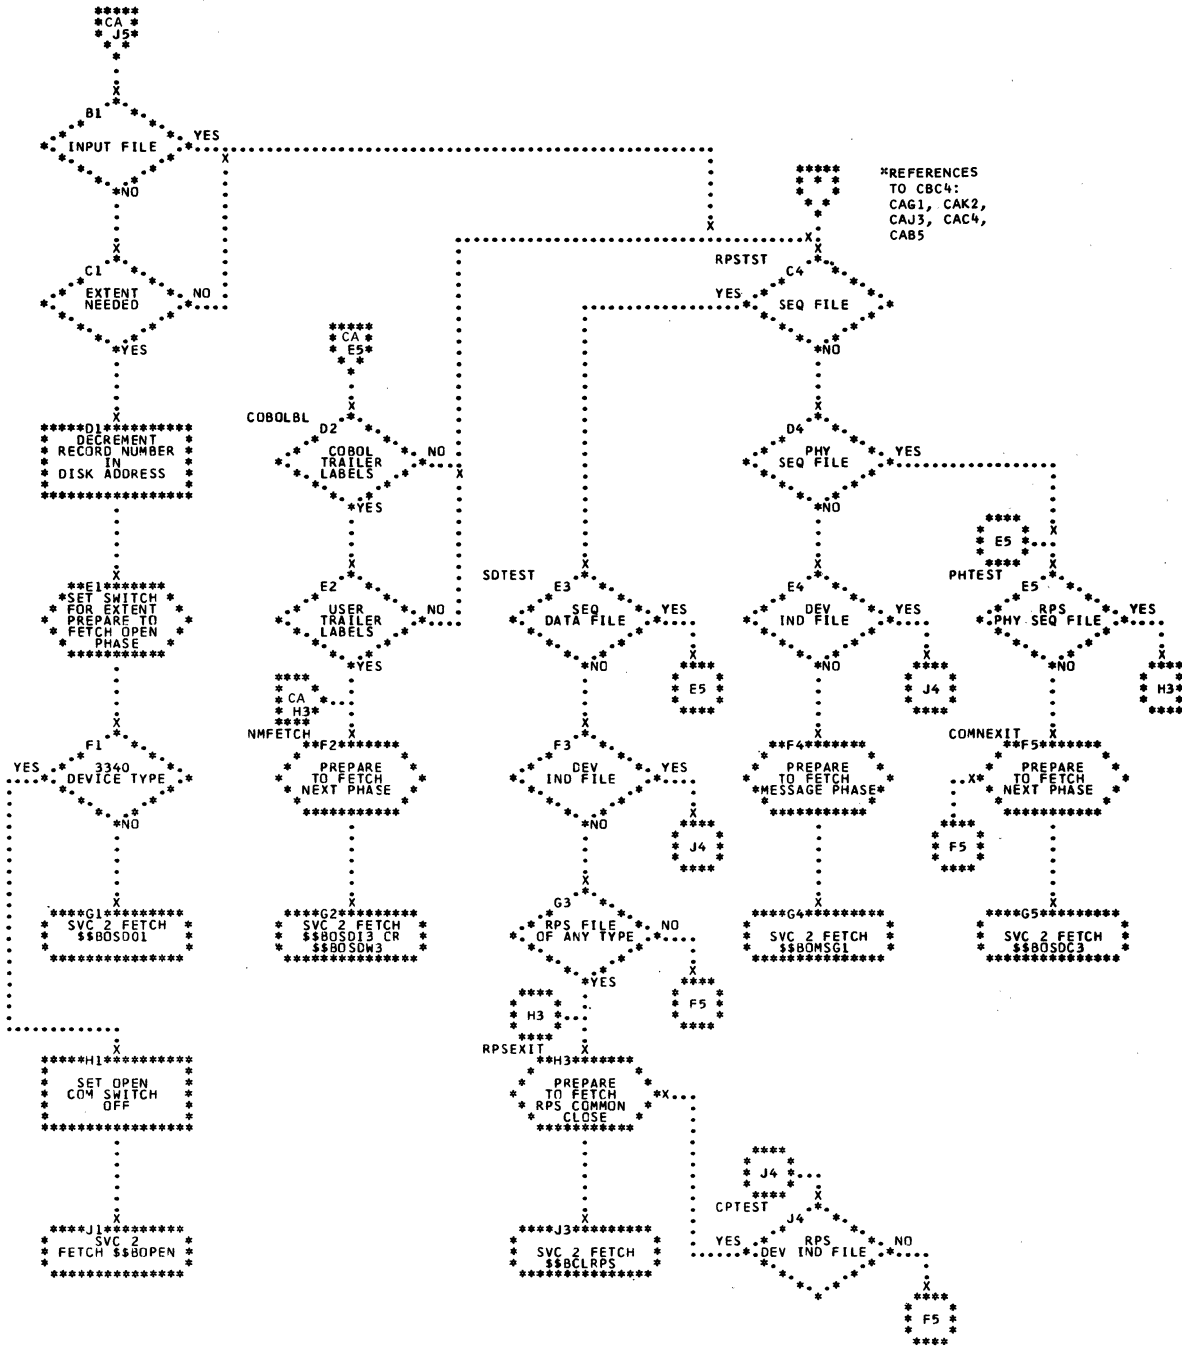 CA
J5
B1
INPUT FILE
YES
NO
*REFERENCES
TO CBC4:
CAG1, CAK2,
CAJ3, CAC4,
CAB5
C1
EXTENT
NEEDED
NO
YES
RPSTST
C4
SEQ FILE
YES
NO
CA
E5
COBOLBL
D2
COBOL
TRAILER
LABELS
NO
YES
D1
DECREMENT
RECORD NUMBER
IN
DISK ADDRESS
D4
PHY
SEQ FILE
YES
NO
E5
E1
SET SWITCH
FOR EXTENT
PREPARE TO
FETCH OPEN
PHASE
E2
USER
TRAILER
LABELS
NO
YES
SDTEST
E3
SEQ
DATA FILE
YES
NO
E4
DEV
IND FILE
YES
NO
PHTEST
E5
RPS
PHY SEQ FILE
YES
NO
CA
H3
E5
J4
H3
F1
3340
DEVICE TYPE
YES
NO
NMFETCH
F2
PREPARE
TO FETCH
NEXT PHASE
F3
DEV
IND FILE
YES
NO
F4
PREPARE
TO FETCH
MESSAGE PHASE
COMNEXIT
F5
PREPARE
TO FETCH
NEXT PHASE
J4
F5
G1
SVC 2 FETCH
$$BOSDO1
G2
SVC 2 FETCH
$$BOSDI3 CR
$$BOSDW3
G3
RPS FILE
OF ANY TYPE
NO
YES
G4
SVC 2 FETCH
$$BOMSG1
G5
SVC 2 FETCH
$$BOSDC3
H3
F5
H1
SET OPEN
COM SWITCH
OFF
RPSEXIT
H3
PREPARE
TO FETCH
RPS COMMON
CLOSE
J4
J1
SVC 2
FETCH $$BOPEN
J3
SVC 2 FETCH
$$BCLRPS
CPTEST
J4
RPS
DEV IND FILE
YES
NO
F5